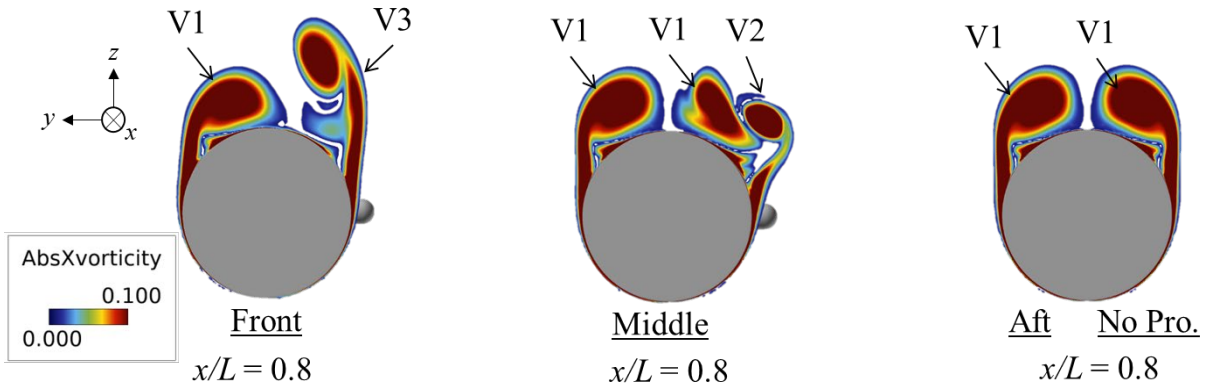 V1
V3
z
y
x
AbsXvorticity
0.100
0.000
Front
x/L = 0.8
V1
V1
V2
Middle
x/L = 0.8
V1
V1
Aft
No Pro.
x/L = 0.8